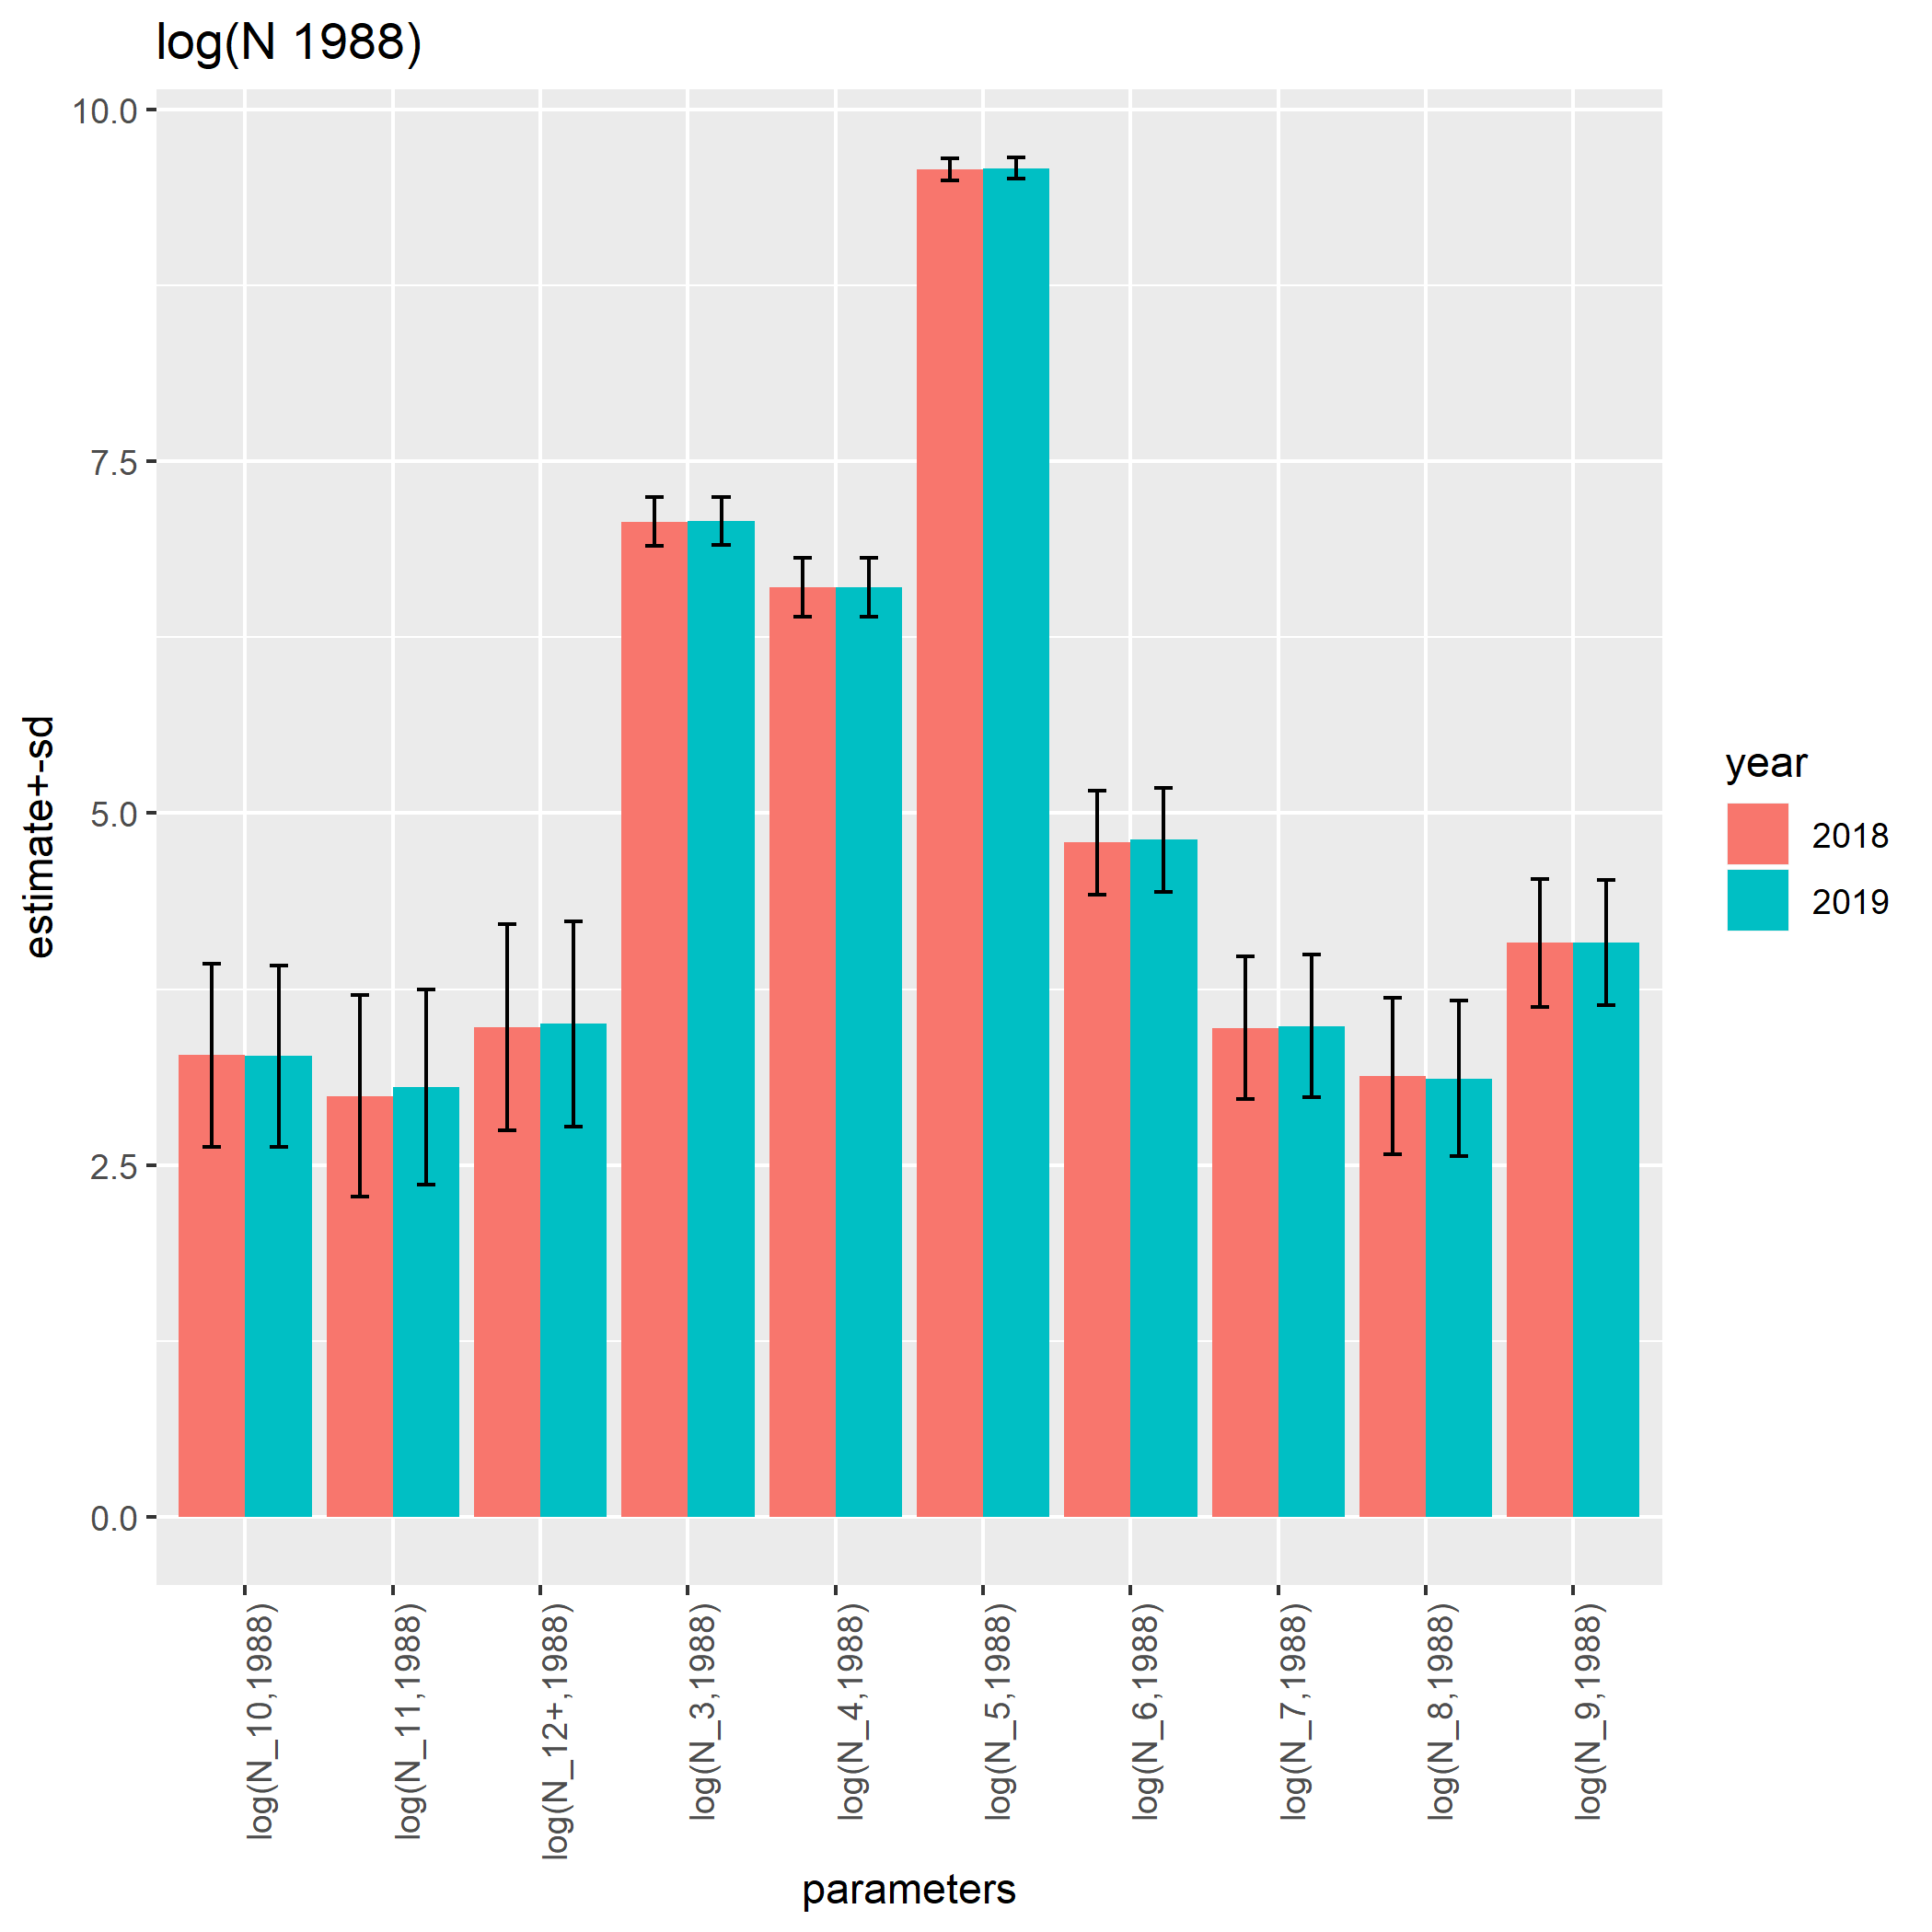 log(N 1988)
10.0
7.5
5.0
2.5
0.0
estimate+-sd
log(N_10,1988)
log(N_11,1988)
log(N_12+,1988)
log(N_3,1988)
log(N_4,1988)
log(N_5,1988)
log(N_6,1988)
log(N_7,1988)
log(N_8,1988)
log(N_9,1988)
parameters
year
2018
2019